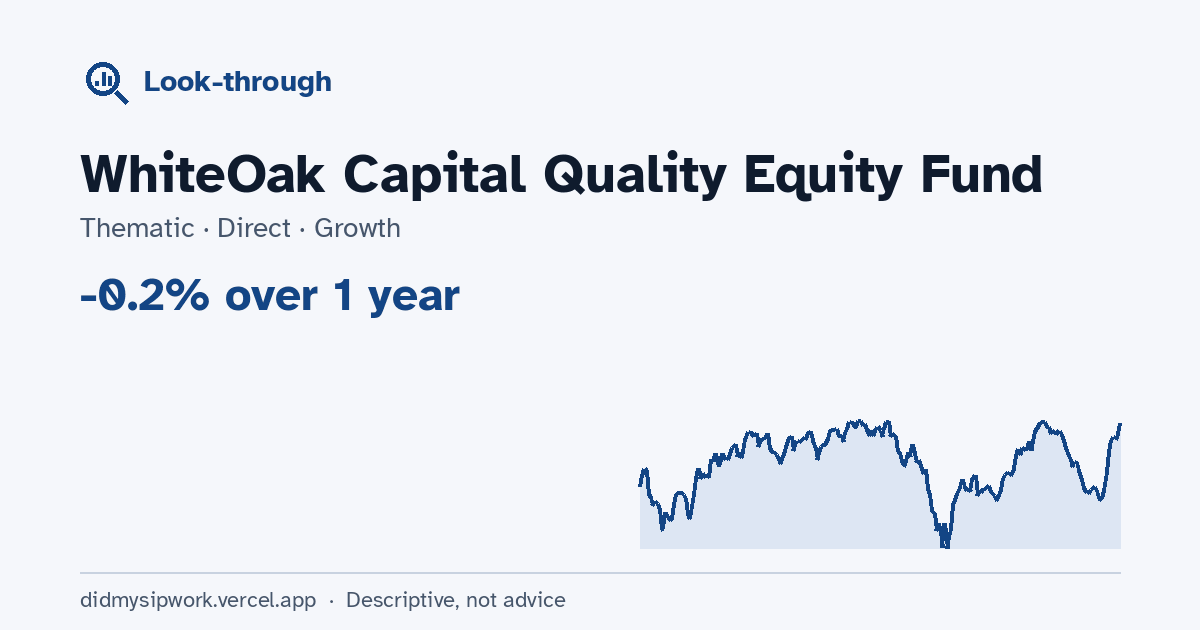 Look-through
WhiteOak Capital Quality Equity Fund
Thematic · Direct · Growth
-0.2% over 1 year
didmysipwork.vercel.app · Descriptive, not advice